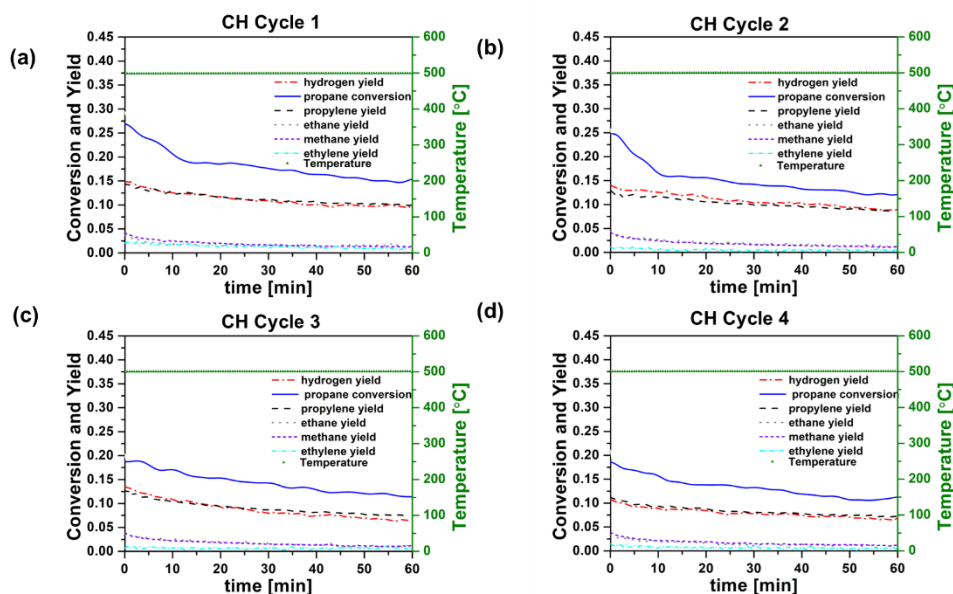 (a)
CH Cycle 1
Conversion and Yield
0.45
0.40
0.35
0.30
0.25
0.20
0.15
0.10
0.05
0.00
hydrogen yield
propane conversion
propylene yield
ethane yield
methane yield
ethylene yield
Temperature
600
500
400
300
200
100
0
Temperature [°C]
0 10 20 30 40 50 60
time [min]
(b)
CH Cycle 2
Conversion and Yield
0.45
0.40
0.35
0.30
0.25
0.20
0.15
0.10
0.05
0.00
hydrogen yield
propane conversion
propylene yield
ethane yield
methane yield
ethylene yield
Temperature
600
500
400
300
200
100
0
Temperature [°C]
0 10 20 30 40 50 60
time [min]
(c)
CH Cycle 3
Conversion and Yield
0.45
0.40
0.35
0.30
0.25
0.20
0.15
0.10
0.05
0.00
hydrogen yield
propane conversion
propylene yield
ethane yield
methane yield
ethylene yield
Temperature
600
500
400
300
200
100
0
Temperature [°C]
0 10 20 30 40 50 60
time [min]
(d)
CH Cycle 4
Conversion and Yield
0.45
0.40
0.35
0.30
0.25
0.20
0.15
0.10
0.05
0.00
hydrogen yield
propane conversion
propylene yield
ethane yield
methane yield
ethylene yield
Temperature
600
500
400
300
200
100
0
Temperature [°C]
0 10 20 30 40 50 60
time [min]